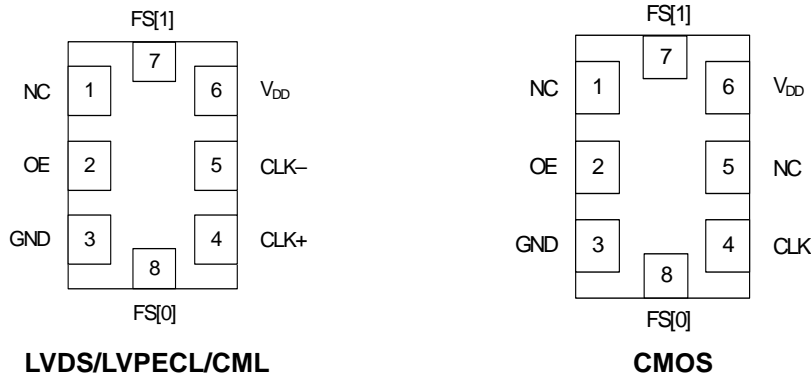 FS[1]
7
NC 1 6 VDD
OE 2 5 CLK–
GND 3 4 CLK+
8
FS[0]
LVDS/LVPECL/CML
FS[1]
7
NC 1 6 VDD
OE 2 5 NC
GND 3 4 CLK
8
FS[0]
CMOS